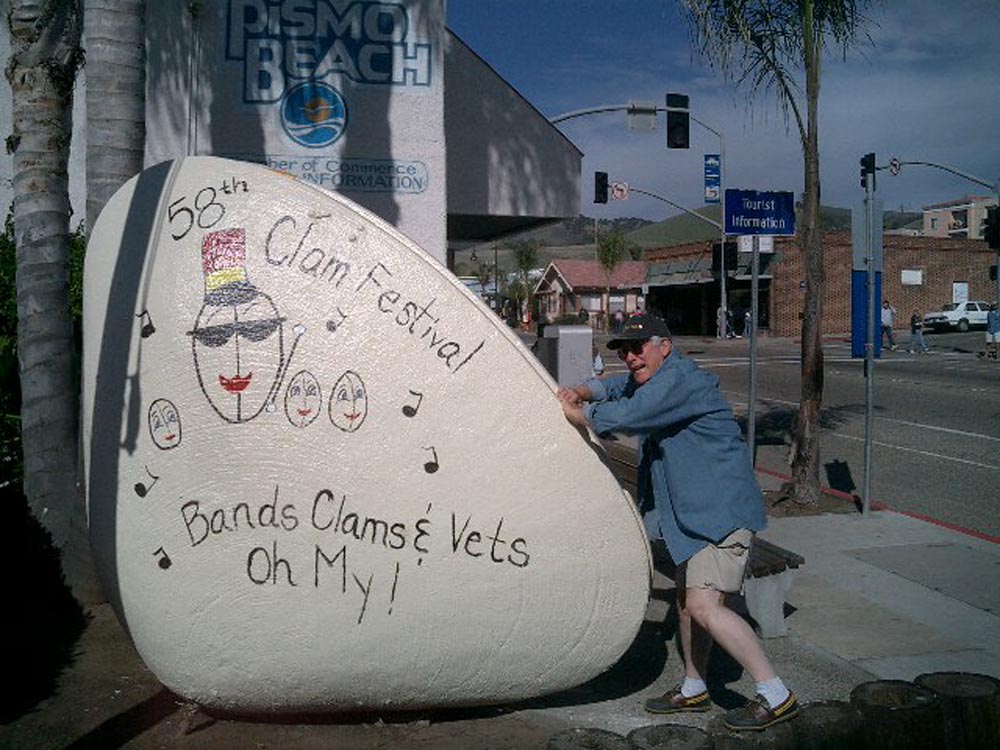 PISMO
BEACH
ber of Commerce
INFORMATION
58th
Clam Festival
Bands Clams & Vets
Oh My!
Tourist
Information